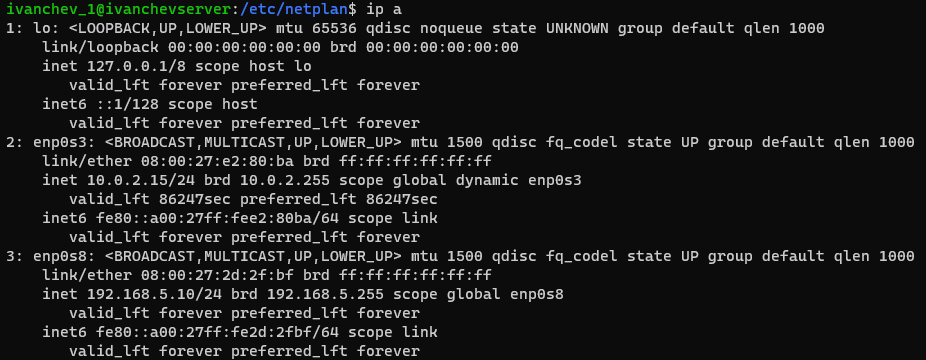 ivanchev_1@ivanchevserver:/etc/netplan$ ip a
1: lo: <LOOPBACK,UP,LOWER_UP> mtu 65536 qdisc noqueue state UNKNOWN group default qlen 1000
    link/loopback 00:00:00:00:00:00 brd 00:00:00:00:00:00
    inet 127.0.0.1/8 scope host lo
       valid_lft forever preferred_lft forever
    inet6 ::1/128 scope host
       valid_lft forever preferred_lft forever
2: enp0s3: <BROADCAST,MULTICAST,UP,LOWER_UP> mtu 1500 qdisc fq_codel state UP group default qlen 1000
    link/ether 08:00:27:e2:80:ba brd ff:ff:ff:ff:ff:ff
    inet 10.0.2.15/24 brd 10.0.2.255 scope global dynamic enp0s3
       valid_lft 86247sec preferred_lft 86247sec
    inet6 fe80::a00:27ff:fee2:80ba/64 scope link
       valid_lft forever preferred_lft forever
3: enp0s8: <BROADCAST,MULTICAST,UP,LOWER_UP> mtu 1500 qdisc fq_codel state UP group default qlen 1000
    link/ether 08:00:27:2d:2f:bf brd ff:ff:ff:ff:ff:ff
    inet 192.168.5.10/24 brd 192.168.5.255 scope global enp0s8
       valid_lft forever preferred_lft forever
    inet6 fe80::a00:27ff:fe2d:2fbf/64 scope link
       valid_lft forever preferred_lft forever